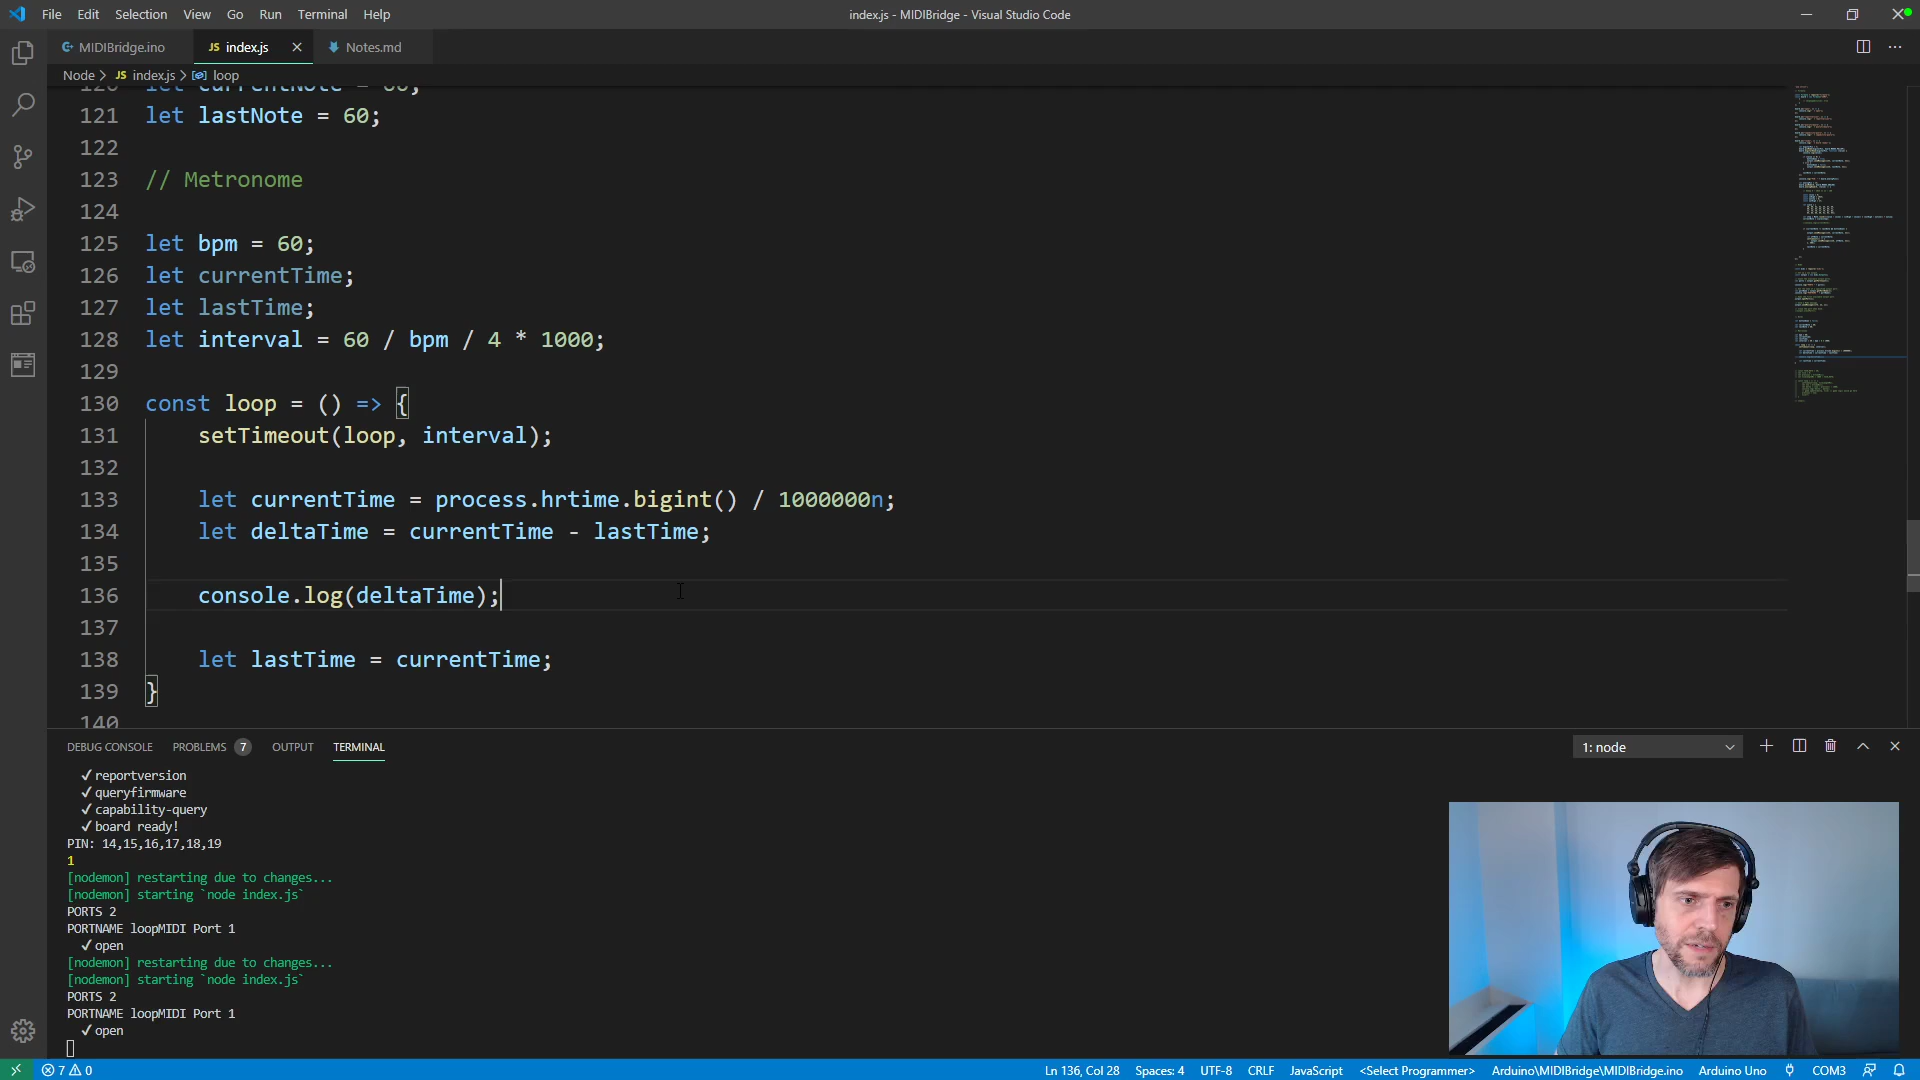 File Edit Selection View Go Run Terminal Help
index.js - MIDIBridge - Visual Studio Code
MIDIBridge.ino
JS index.js
Notes.md
Node > JS index.js > loop
120 let currentNote = 60;
121 let lastNote = 60;
122
123 // Metronome
124
125 let bpm = 60;
126 let currentTime;
127 let lastTime;
128 let interval = 60 / bpm / 4 * 1000;
129
130 const loop = () => {
131 setTimeout(loop, interval);
132
133 let currentTime = process.hrtime.bigint() / 1000000n;
134 let deltaTime = currentTime - lastTime;
135
136 console.log(deltaTime);
137
138 let lastTime = currentTime;
139 }
140
DEBUG CONSOLE PROBLEMS 7 OUTPUT TERMINAL
1: node
✓ reportversion
✓ queryfirmware
✓ capability-query
✓ board ready!
PIN: 14,15,16,17,18,19
1
[nodemon] restarting due to changes...
[nodemon] starting `node index.js`
PORTS 2
PORTNAME loopMIDI Port 1
✓ open
[nodemon] restarting due to changes...
[nodemon] starting `node index.js`
PORTS 2
PORTNAME loopMIDI Port 1
✓ open
7 0
Ln 136, Col 28 Spaces: 4 UTF-8 CRLF JavaScript <Select Programmer> Arduino\MIDIBridge\MIDIBridge.ino Arduino Uno COM3